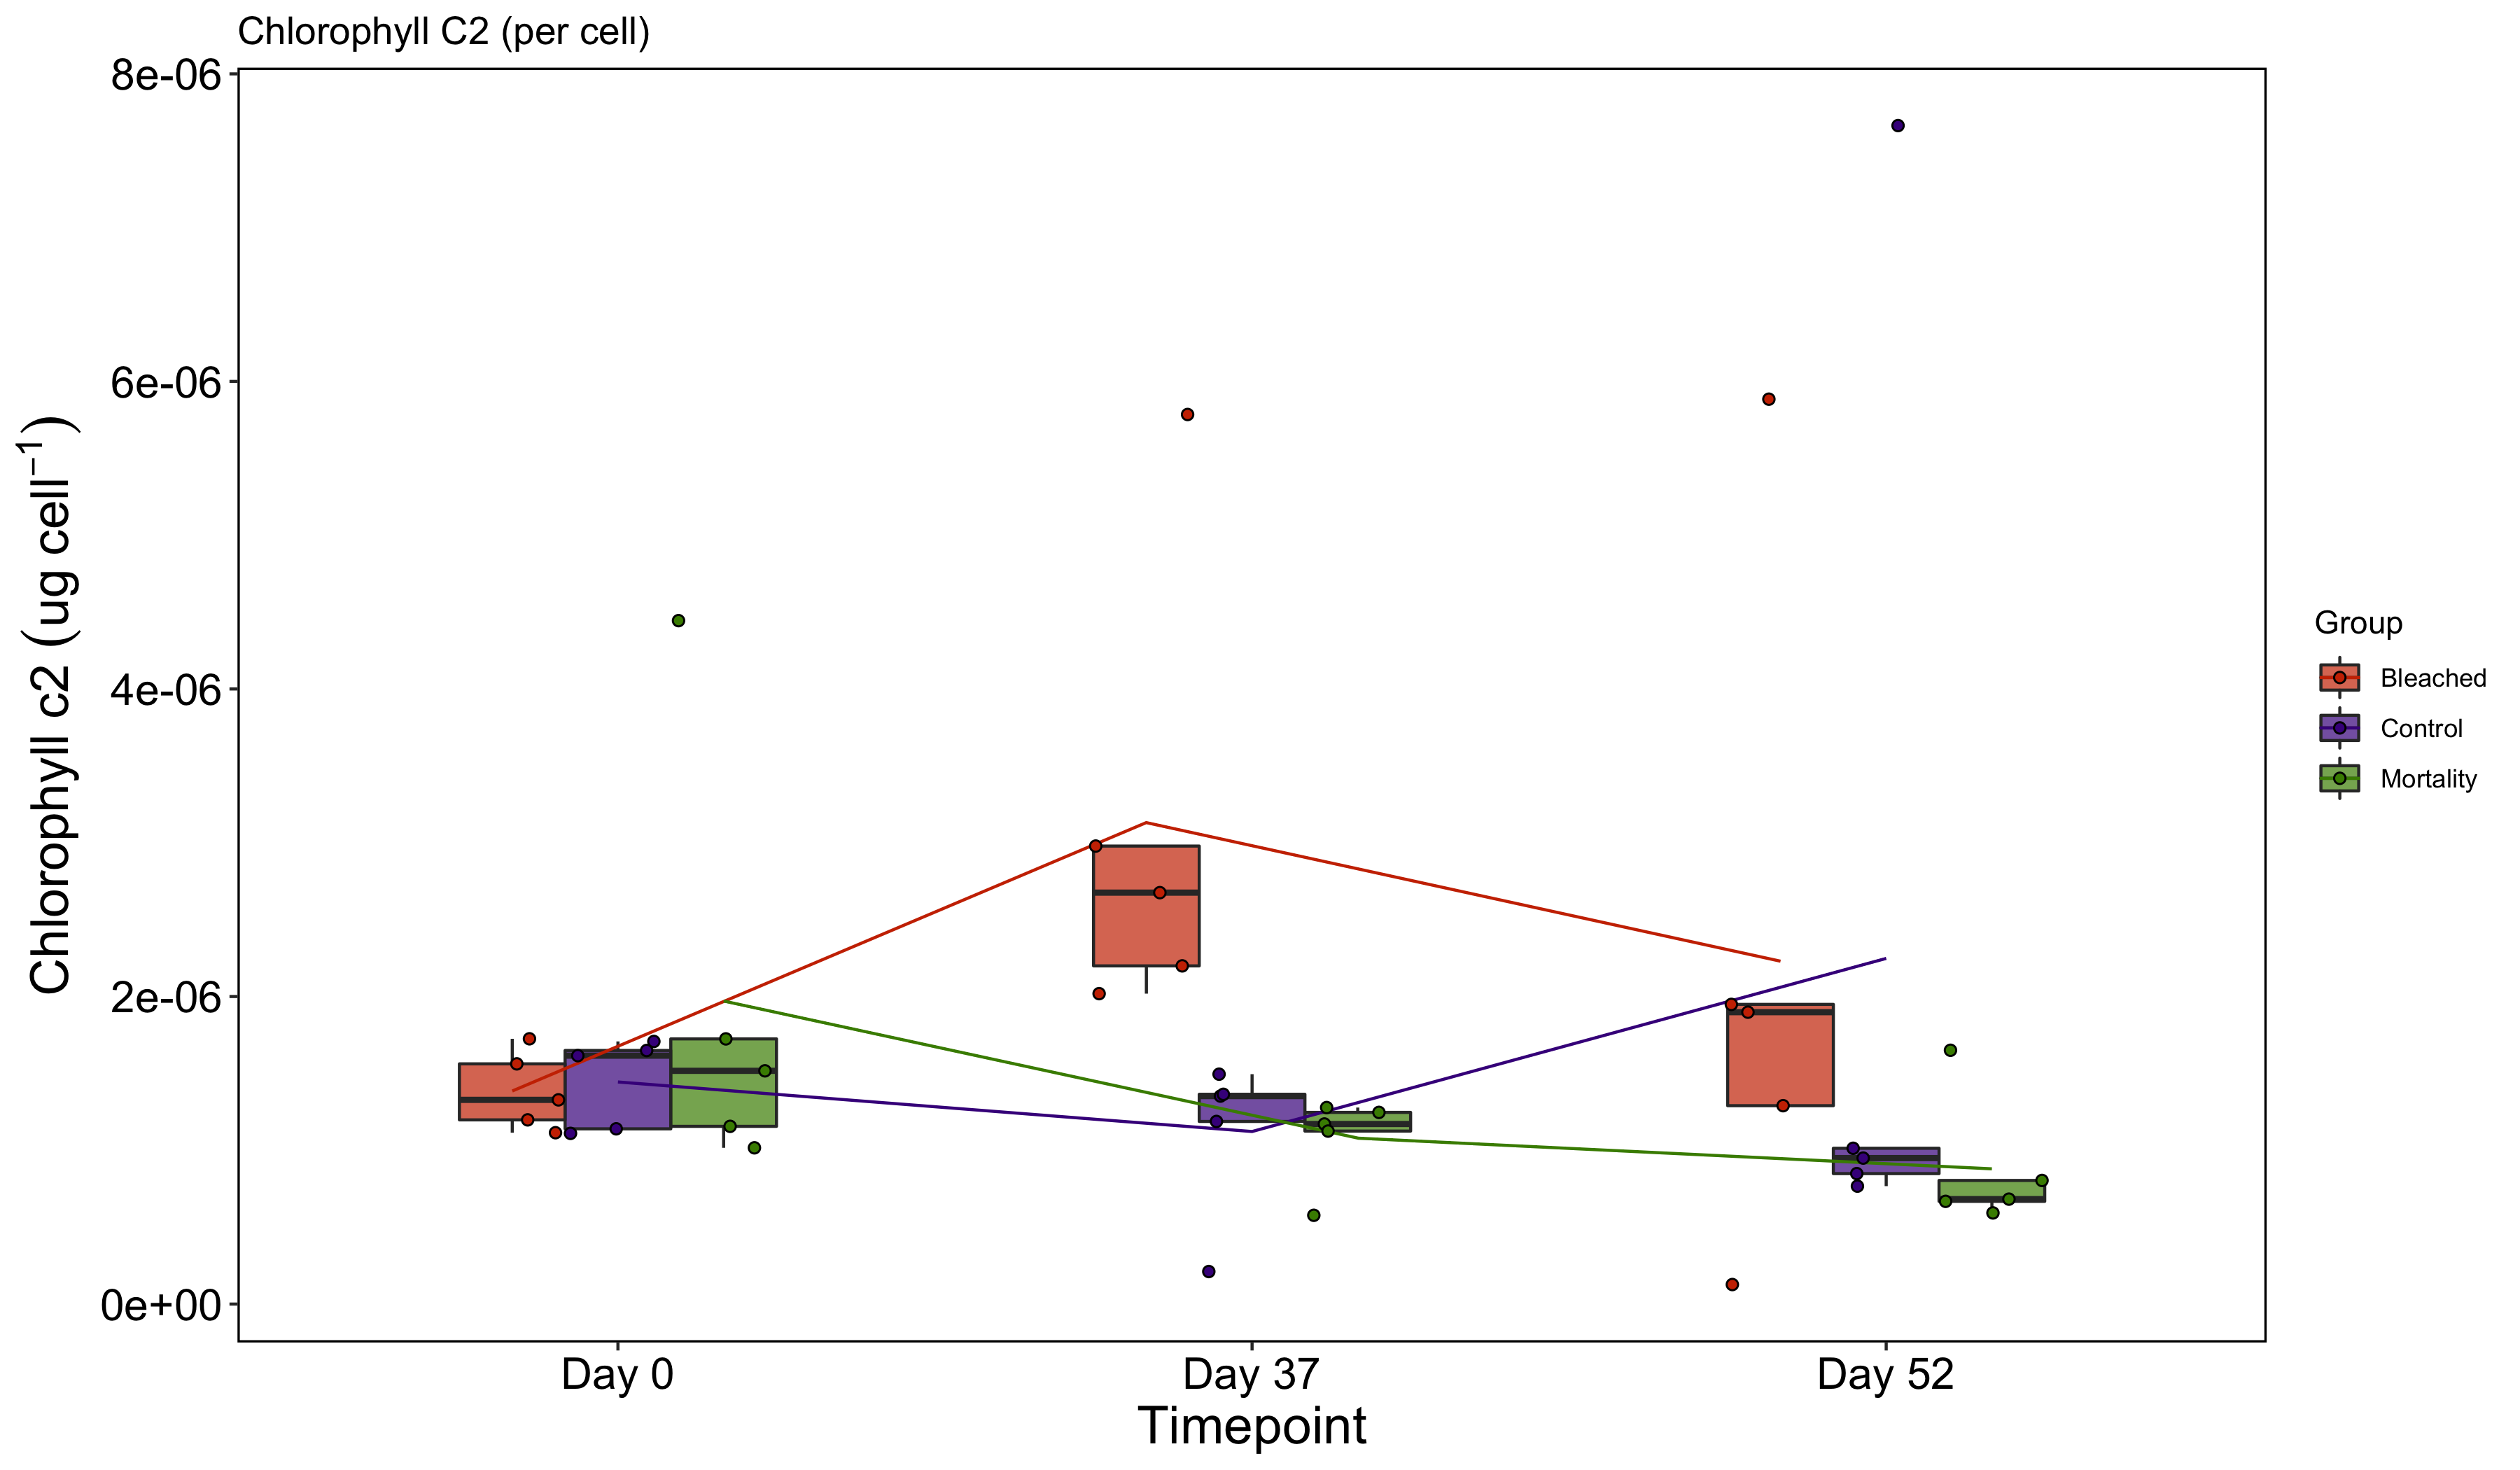 Chlorophyll C2 (per cell)
8e-06
6e-06
4e-06
2e-06
0e+00
Chlorophyll c2 (ug cell⁻¹)
Day 0
Day 37
Day 52
Timepoint
Group
Bleached
Control
Mortality